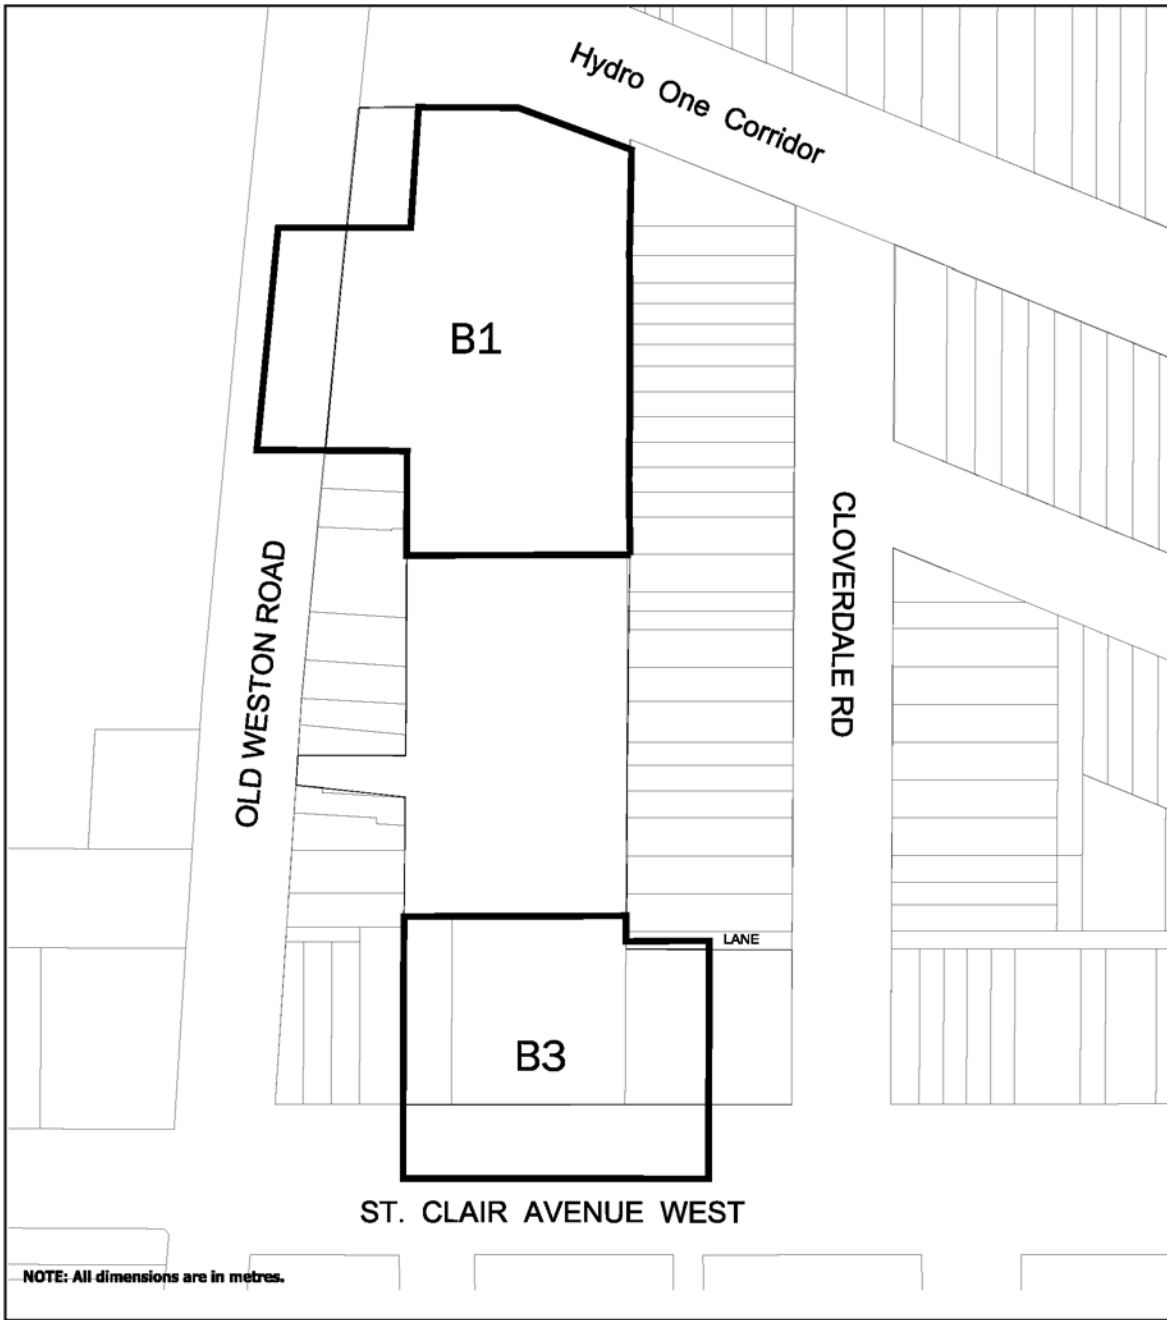 Hydro One Corridor
B1
CLOVERDALE RD
OLD WESTON ROAD
LANE
B3
ST. CLAIR AVENUE WEST
NOTE: All dimensions are in metres.